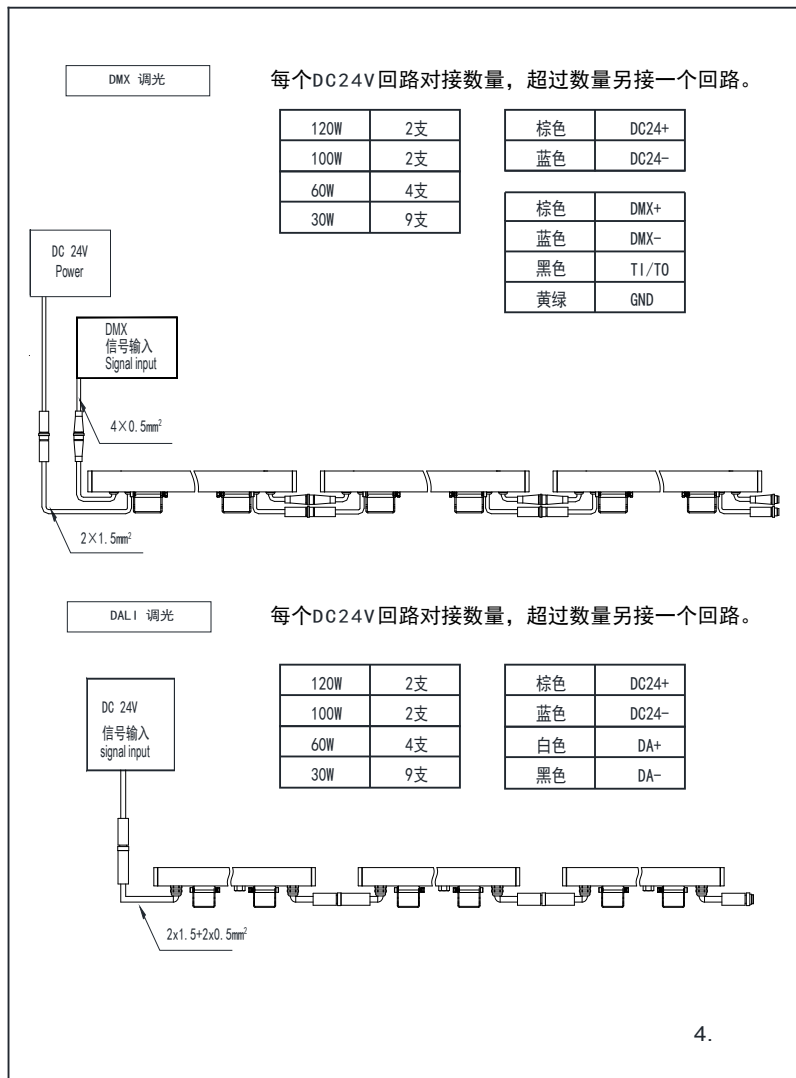 DMX 调光
每个DC24V回路对接数量，超过数量另接一个回路。
120W 2支
100W 2支
60W 4支
30W 9支
棕色 DC24+
蓝色 DC24-
棕色 DMX+
蓝色 DMX-
黑色 TI/TO
黄绿 GND
DC 24V
Power
DMX
信号输入
Signal input
4×0.5mm²
2×1.5mm²
DALI 调光
每个DC24V回路对接数量，超过数量另接一个回路。
120W 2支
100W 2支
60W 4支
30W 9支
棕色 DC24+
蓝色 DC24-
白色 DA+
黑色 DA-
DC 24V
信号输入
signal input
2x1.5+2x0.5mm²
4.